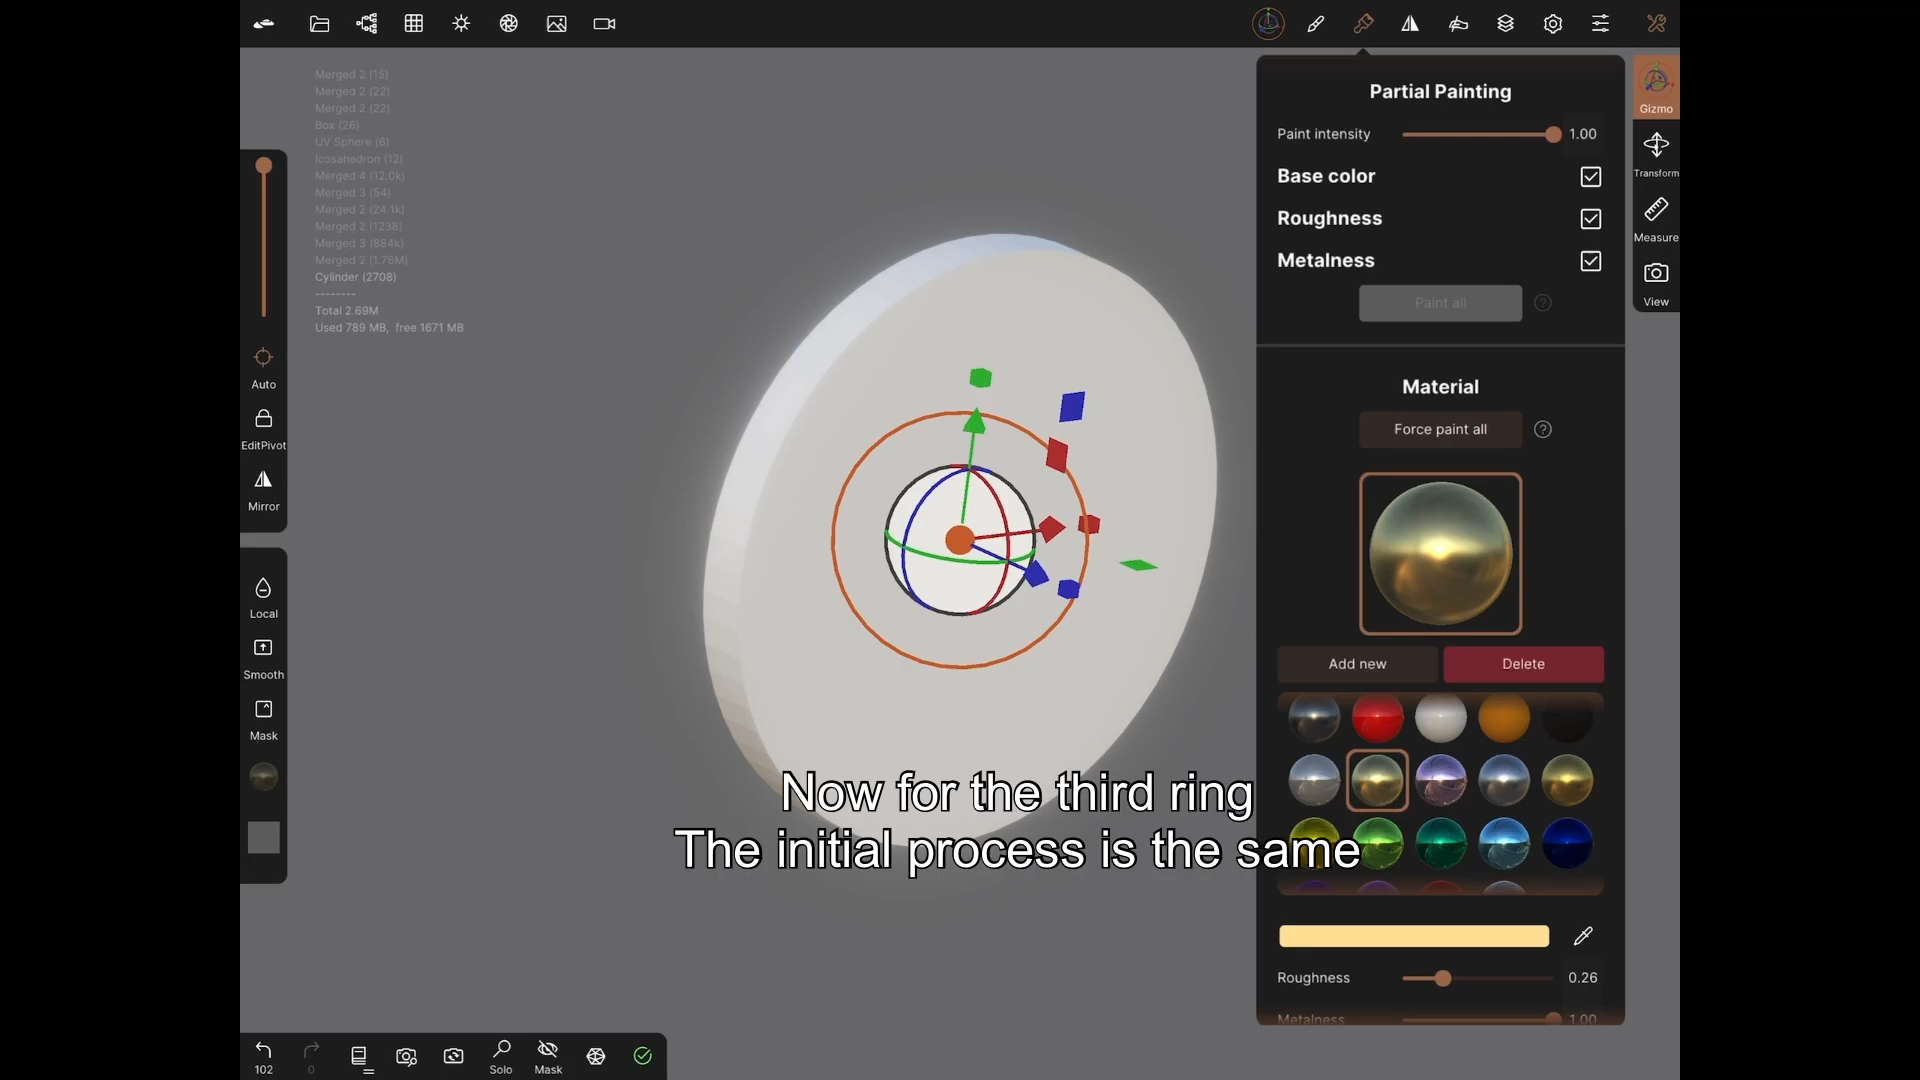 Merged 2 (15)
Merged 2 (22)
Merged 2 (22)
Box (26)
UV Sphere (6)
Icosahedron (12)
Merged 4 (12.0k)
Merged 3 (54)
Merged 2 (24.1k)
Merged 2 (1238)
Merged 3 (884k)
Merged 2 (1.76M)
Cylinder (2708)
--------
Total 2.69M
Used 789 MB, free 1671 MB
Auto
EditPivot
Mirror
Local
Smooth
Mask
Partial Painting
Paint intensity 1.00
Base color
Roughness
Metalness
Paint all ?
Material
Force paint all ?
Add new Delete
Roughness 0.26
Metalness 1.00
Gizmo
Transform
Measure
View
Now for the third ring
The initial process is the same
102 0 Solo Mask